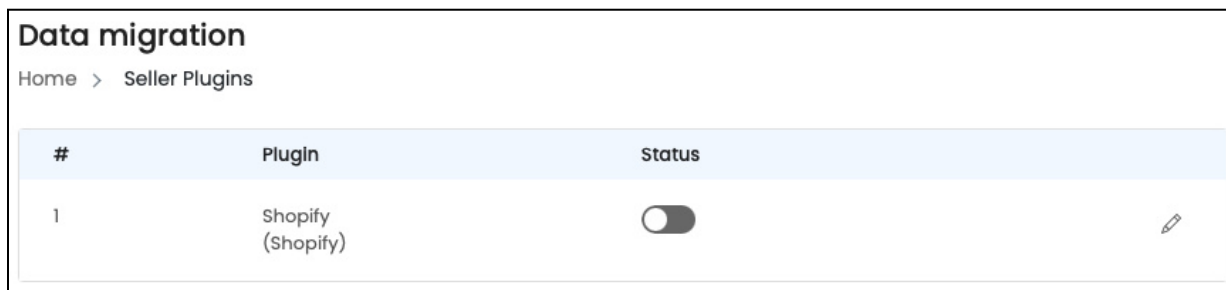 Data migration
Home > Seller Plugins
# Plugin Status
1 Shopify
(Shopify)